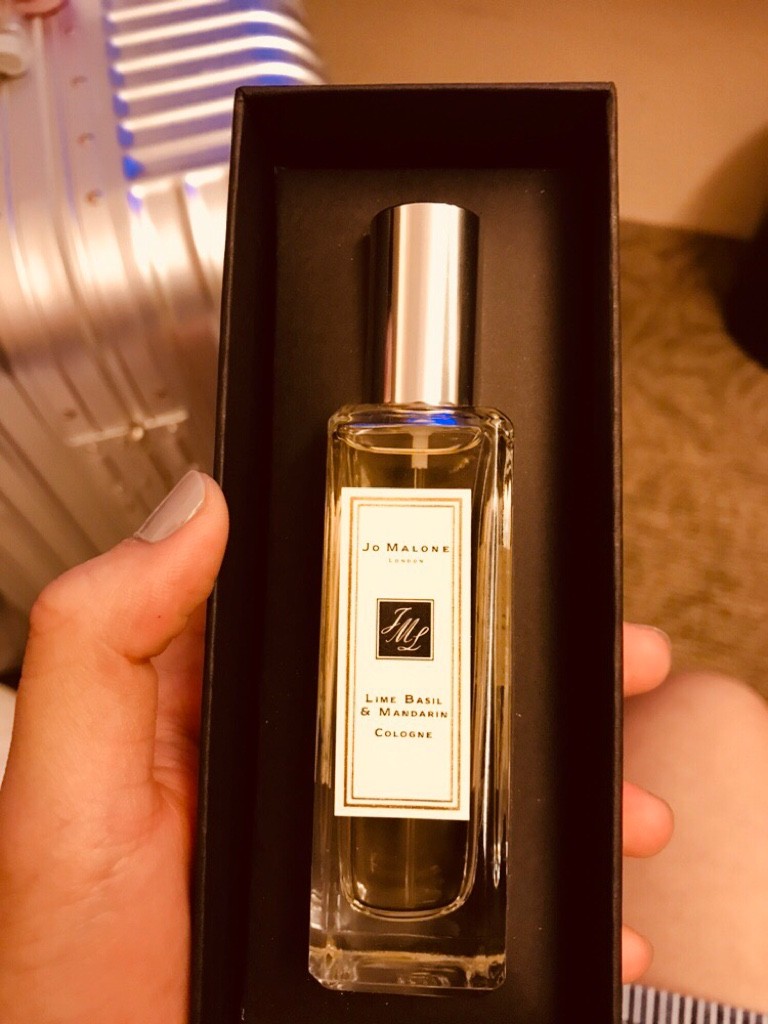 JO MALONE
LONDON
JML
LIME BASIL
& MANDARIN
COLOGNE